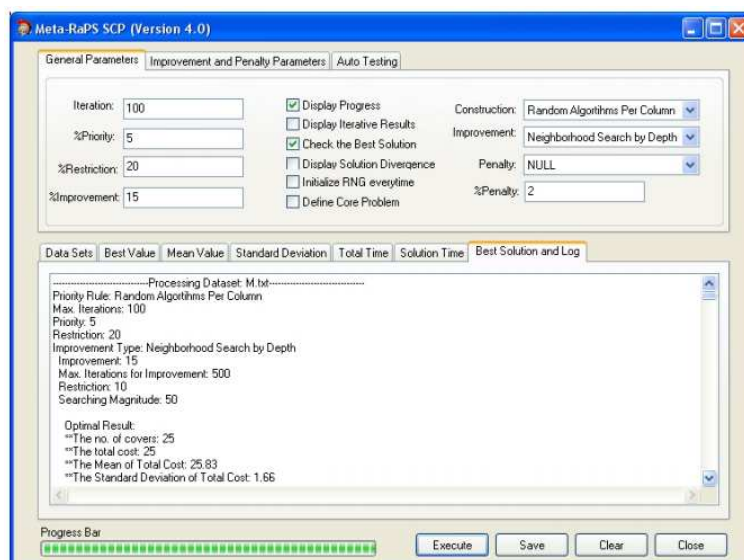 Meta-RaPS SCP (Version 4.0)
General Parameters Improvement and Penalty Parameters Auto Testing
Iteration: 100
%Priority: 5
%Restriction: 20
%Improvement: 15
Display Progress
Display Iterative Results
Check the Best Solution
Display Solution Divergence
Initialize RNG everytime
Define Core Problem
Construction: Random Algortihms Per Column
Improvement: Neighborhood Search by Depth
Penalty: NULL
%Penalty: 2
Data Sets Best Value Mean Value Standard Deviation Total Time Solution Time Best Solution and Log
------------------------------Processing Dataset: M.txt------------------------------
Priority Rule: Random Algortihms Per Column
Max. Iterations: 100
Priority: 5
Restriction: 20
Improvement Type: Neighborhood Search by Depth
Improvement: 15
Max. Iterations for Improvement: 500
Restriction: 10
Searching Magnitude: 50
Optimal Result:
**The no. of covers: 25
**The total cost: 25
**The Mean of Total Cost: 25.83
**The Standard Deviation of Total Cost: 1.66
Progress Bar
Execute Save Clear Close